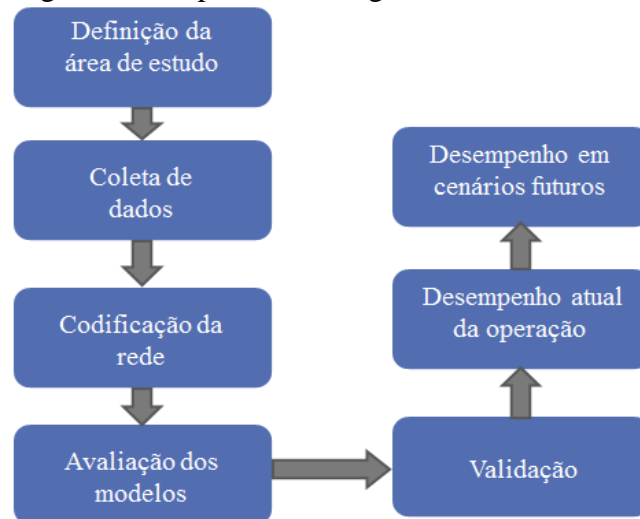 Definição da
área de estudo
Coleta de
dados
Codificação da
rede
Avaliação dos
modelos
Validação
Desempenho atual
da operação
Desempenho em
cenários futuros